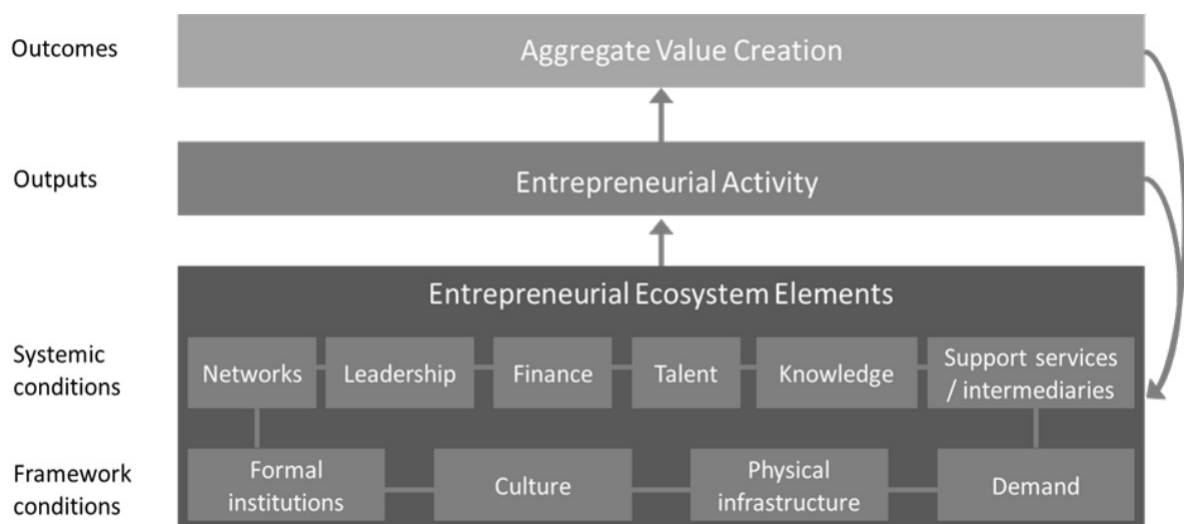 Outcomes
Aggregate Value Creation
Outputs
Entrepreneurial Activity
Entrepreneurial Ecosystem Elements
Systemic
conditions
Networks
Leadership
Finance
Talent
Knowledge
Support services
/ intermediaries
Framework
conditions
Formal
institutions
Culture
Physical
infrastructure
Demand